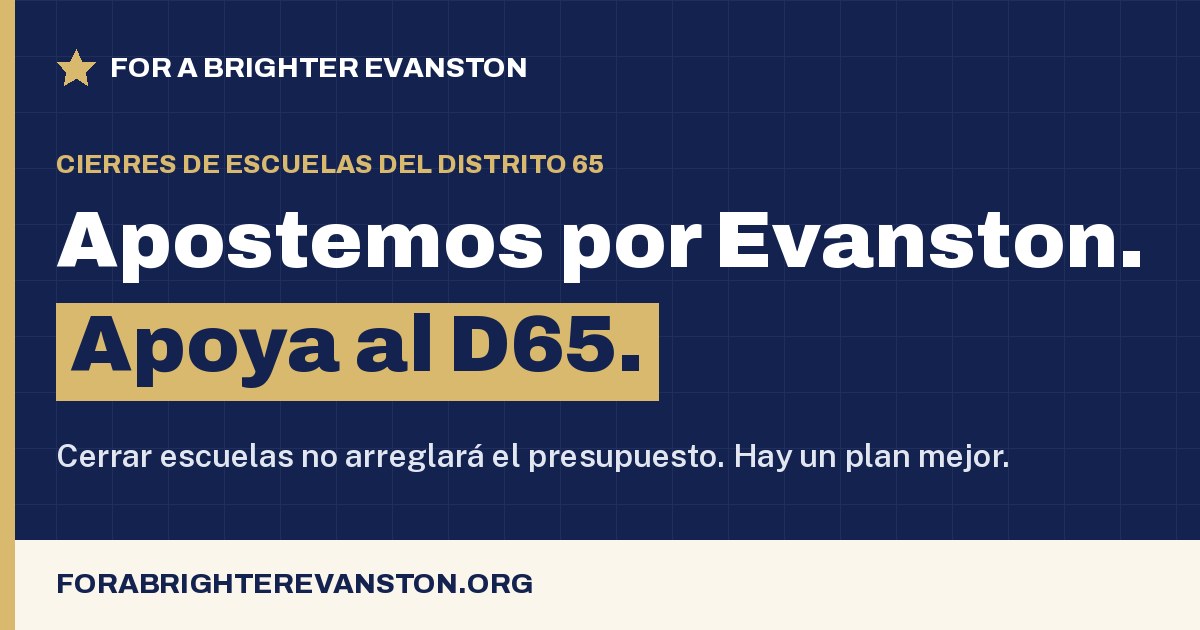 FOR A BRIGHTER EVANSTON
CIERRES DE ESCUELAS DEL DISTRITO 65
Apostemos por Evanston.
Apoya al D65.
Cerrar escuelas no arreglará el presupuesto. Hay un plan mejor.
FORABRIGHTEREVANSTON.ORG